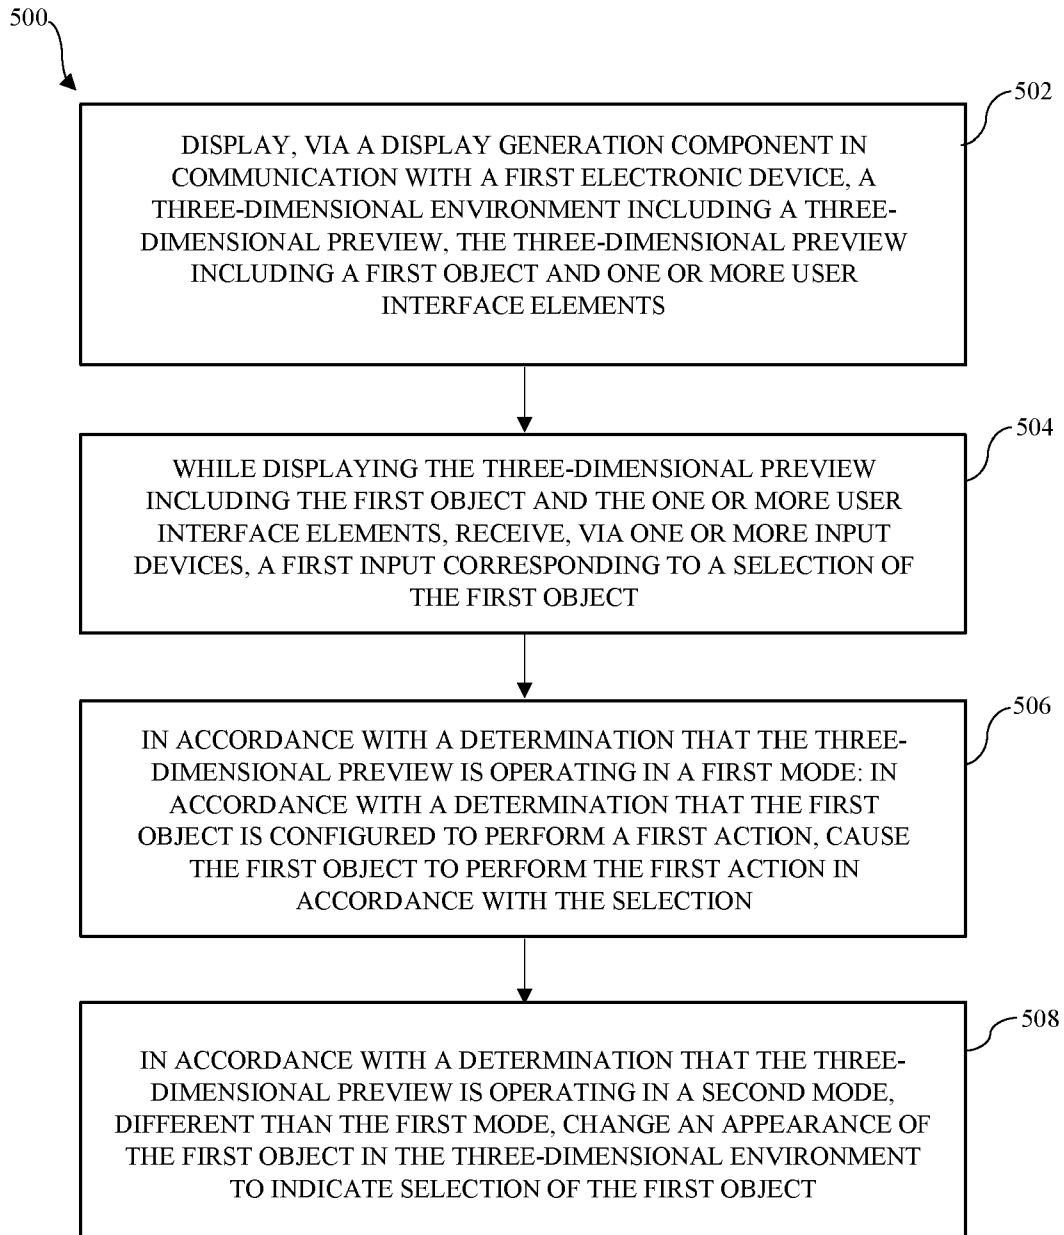 500
502
DISPLAY, VIA A DISPLAY GENERATION COMPONENT IN
COMMUNICATION WITH A FIRST ELECTRONIC DEVICE, A
THREE-DIMENSIONAL ENVIRONMENT INCLUDING A THREE-
DIMENSIONAL PREVIEW, THE THREE-DIMENSIONAL PREVIEW
INCLUDING A FIRST OBJECT AND ONE OR MORE USER
INTERFACE ELEMENTS
504
WHILE DISPLAYING THE THREE-DIMENSIONAL PREVIEW
INCLUDING THE FIRST OBJECT AND THE ONE OR MORE USER
INTERFACE ELEMENTS, RECEIVE, VIA ONE OR MORE INPUT
DEVICES, A FIRST INPUT CORRESPONDING TO A SELECTION OF
THE FIRST OBJECT
506
IN ACCORDANCE WITH A DETERMINATION THAT THE THREE-
DIMENSIONAL PREVIEW IS OPERATING IN A FIRST MODE: IN
ACCORDANCE WITH A DETERMINATION THAT THE FIRST
OBJECT IS CONFIGURED TO PERFORM A FIRST ACTION, CAUSE
THE FIRST OBJECT TO PERFORM THE FIRST ACTION IN
ACCORDANCE WITH THE SELECTION
508
IN ACCORDANCE WITH A DETERMINATION THAT THE THREE-
DIMENSIONAL PREVIEW IS OPERATING IN A SECOND MODE,
DIFFERENT THAN THE FIRST MODE, CHANGE AN APPEARANCE OF
THE FIRST OBJECT IN THE THREE-DIMENSIONAL ENVIRONMENT
TO INDICATE SELECTION OF THE FIRST OBJECT